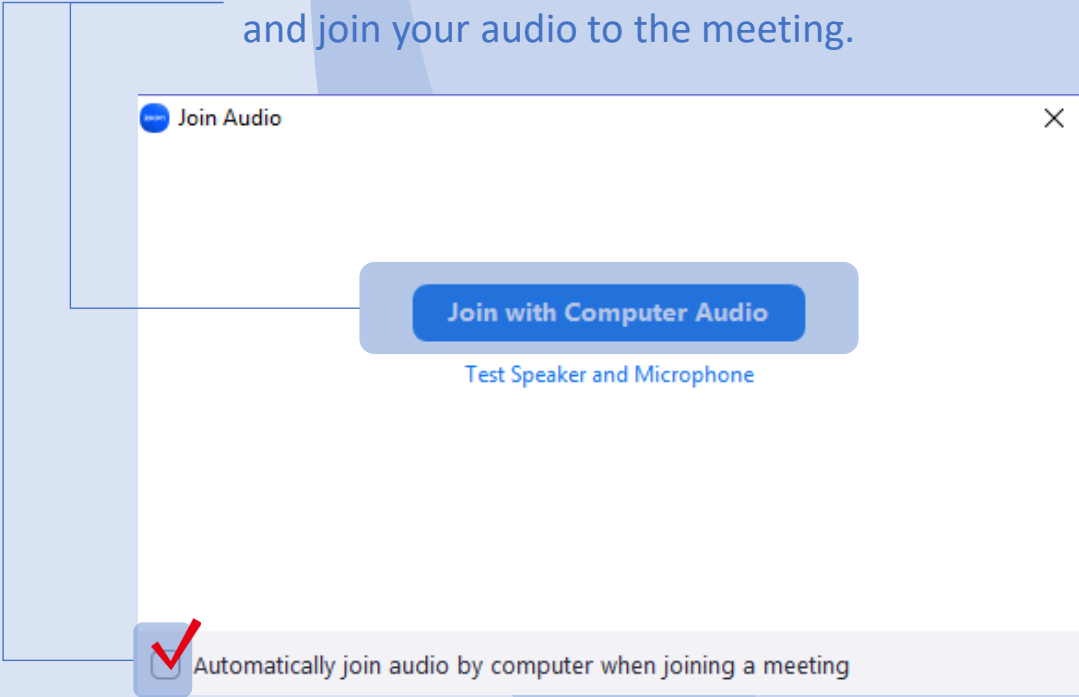 and join your audio to the meeting.
zoom
Join Audio
Join with Computer Audio
Test Speaker and Microphone
Automatically join audio by computer when joining a meeting